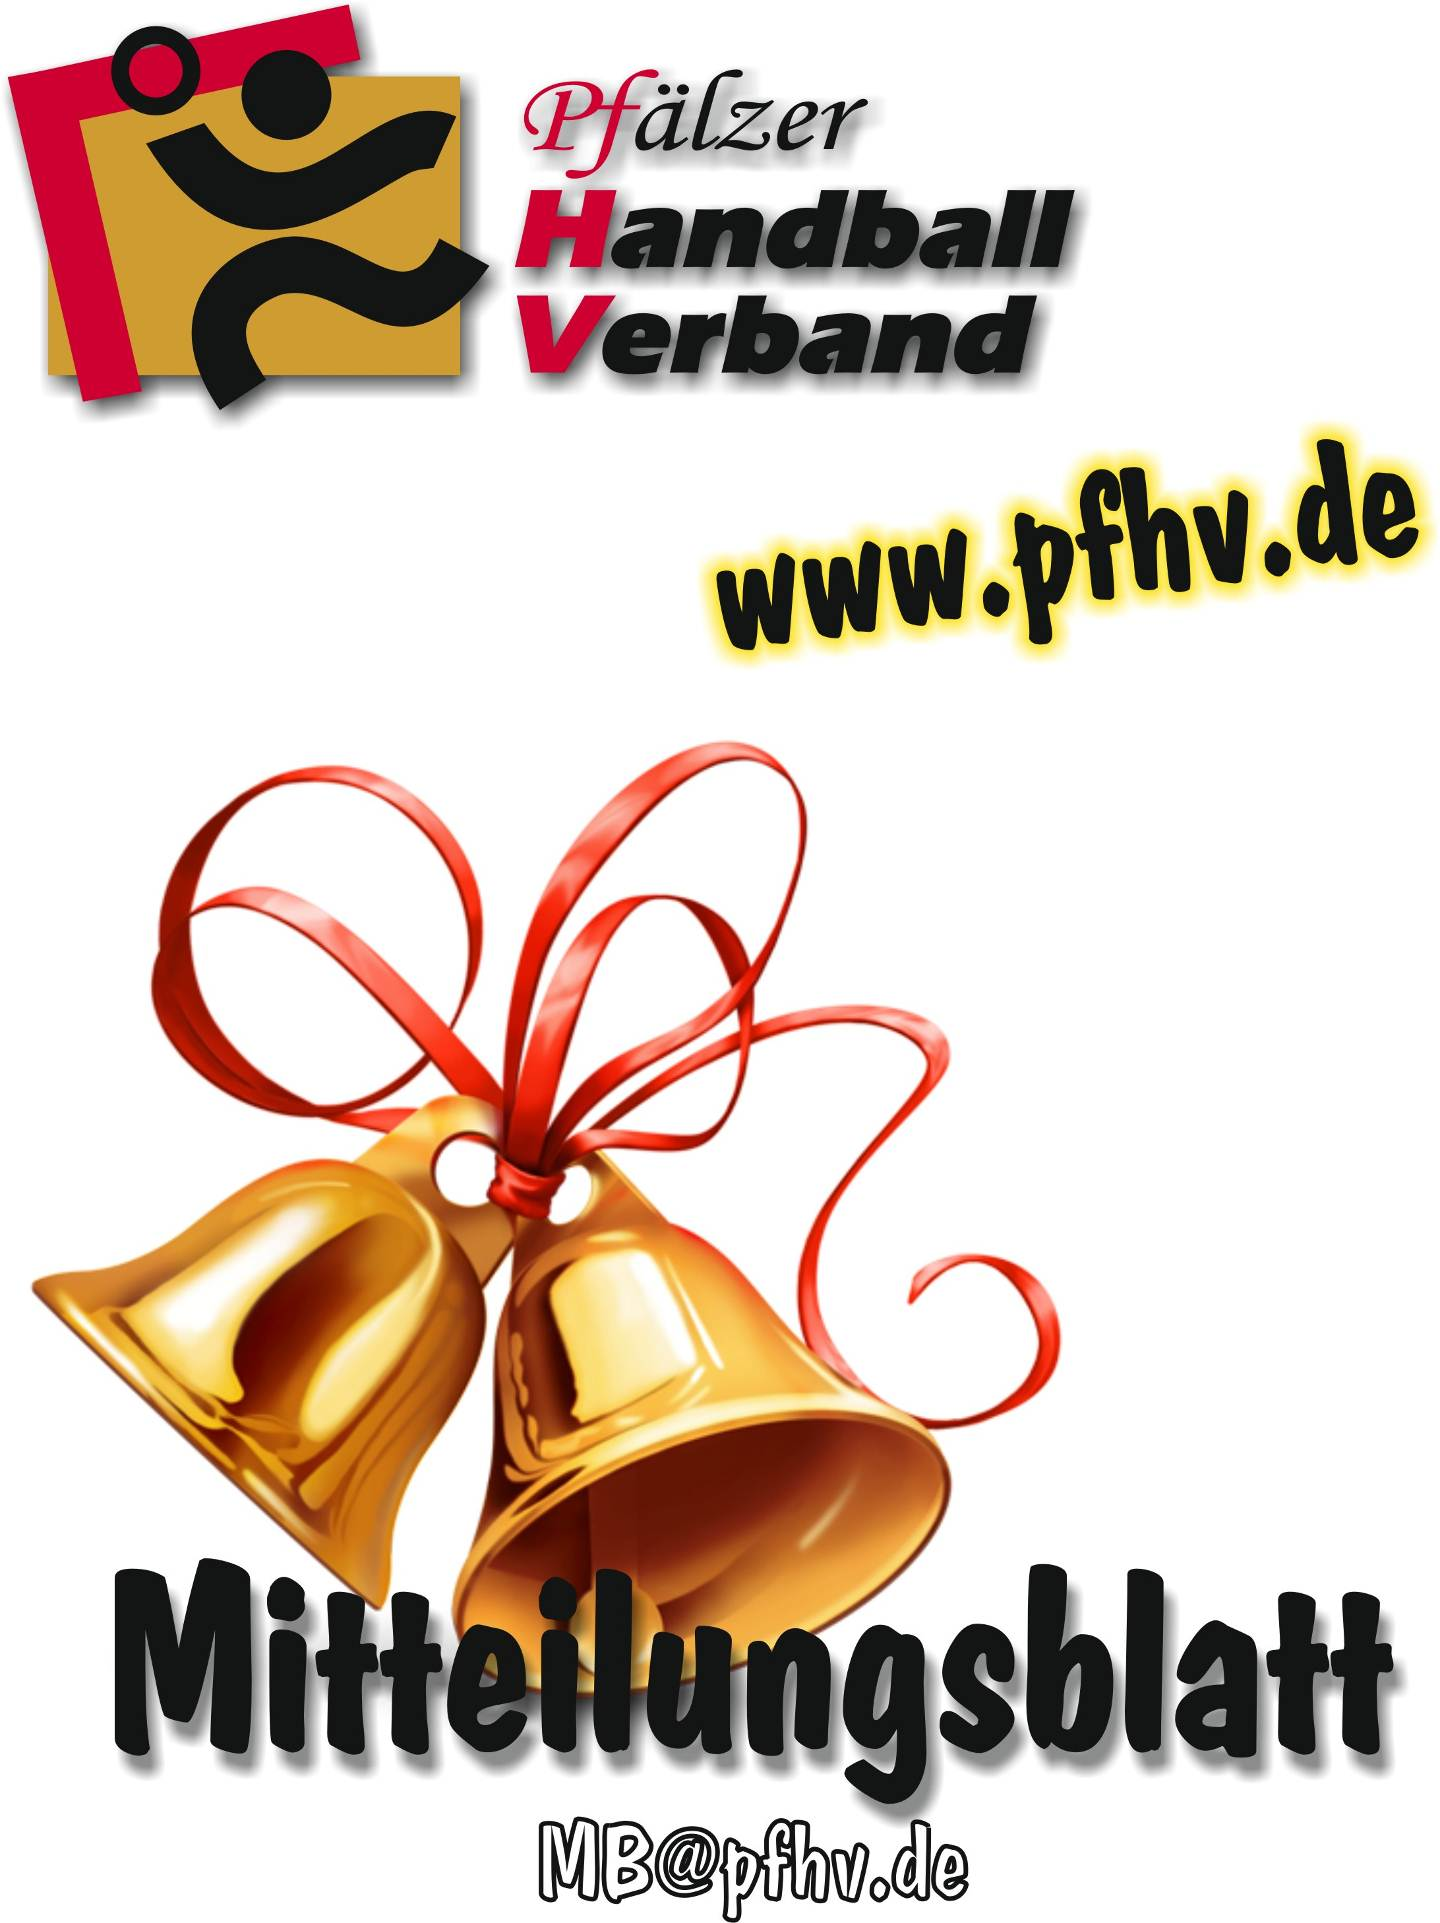 Pfälzer
Handball
Verband
www.pfhv.de
Mitteilungsblatt
MB@pfhv.de